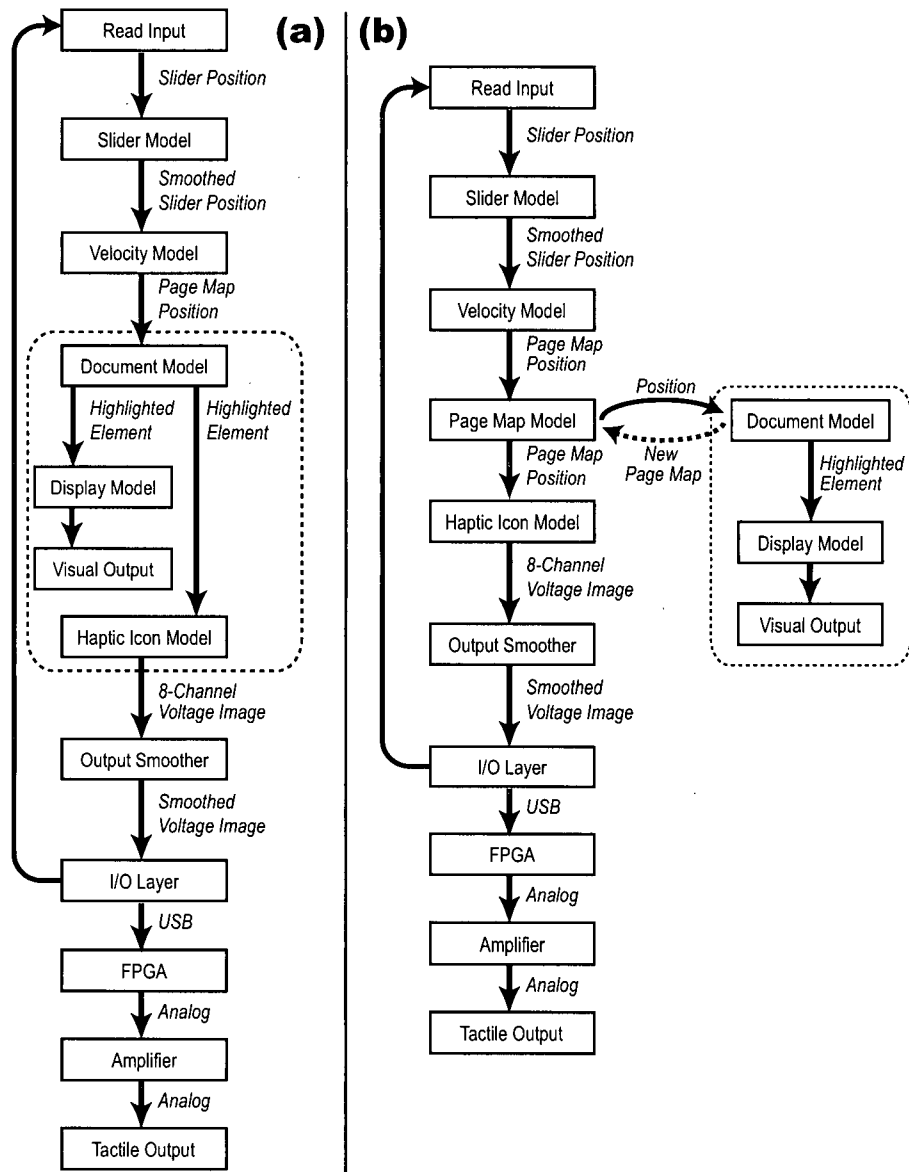 (a)
Read Input
Slider Position
Slider Model
Smoothed
Slider Position
Velocity Model
Page Map
Position
Document Model
Highlighted
Element
Highlighted
Element
Display Model
Visual Output
Haptic Icon Model
8-Channel
Voltage Image
Output Smoother
Smoothed
Voltage Image
I/O Layer
USB
FPGA
Analog
Amplifier
Analog
Tactile Output
(b)
Read Input
Slider Position
Slider Model
Smoothed
Slider Position
Velocity Model
Page Map
Position
Page Map Model
Position
New
Page Map
Document Model
Highlighted
Element
Display Model
Visual Output
Page Map
Position
Haptic Icon Model
8-Channel
Voltage Image
Output Smoother
Smoothed
Voltage Image
I/O Layer
USB
FPGA
Analog
Amplifier
Analog
Tactile Output